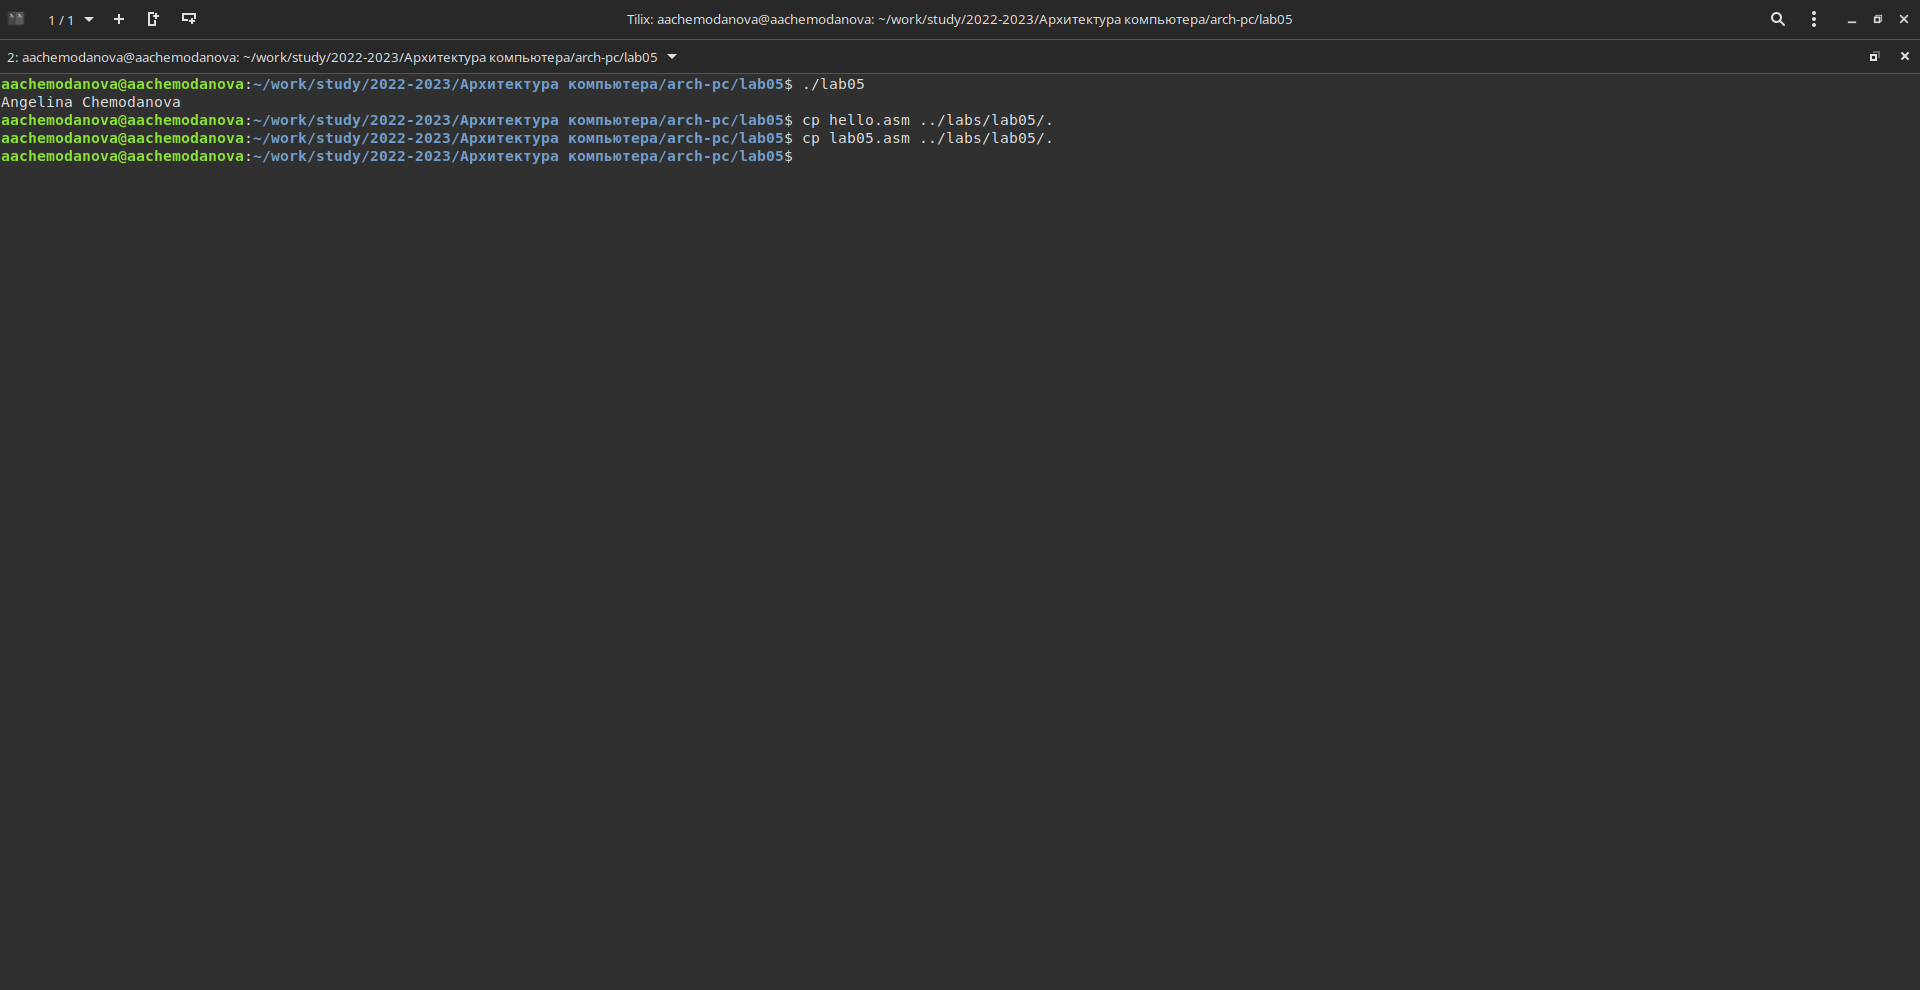 1 / 1
Tilix: aachemodanova@aachemodanova: ~/work/study/2022-2023/Архитектура компьютера/arch-pc/lab05
2: aachemodanova@aachemodanova: ~/work/study/2022-2023/Архитектура компьютера/arch-pc/lab05
aachemodanova@aachemodanova:~/work/study/2022-2023/Архитектура компьютера/arch-pc/lab05$ ./lab05
Angelina Chemodanova
aachemodanova@aachemodanova:~/work/study/2022-2023/Архитектура компьютера/arch-pc/lab05$ cp hello.asm ../labs/lab05/.
aachemodanova@aachemodanova:~/work/study/2022-2023/Архитектура компьютера/arch-pc/lab05$ cp lab05.asm ../labs/lab05/.
aachemodanova@aachemodanova:~/work/study/2022-2023/Архитектура компьютера/arch-pc/lab05$